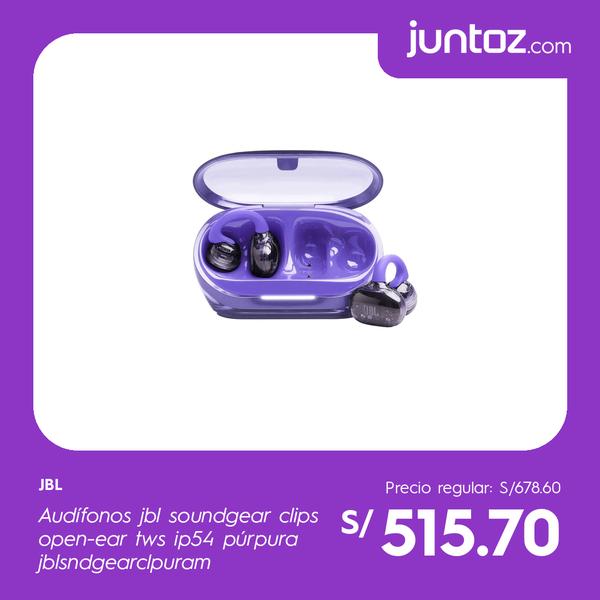 juntoz.com
JBL
JBL
Audífonos jbl soundgear clips
open-ear tws ip54 púrpura
jblsndgearclpuram
Precio regular: S/678.60
S/515.70